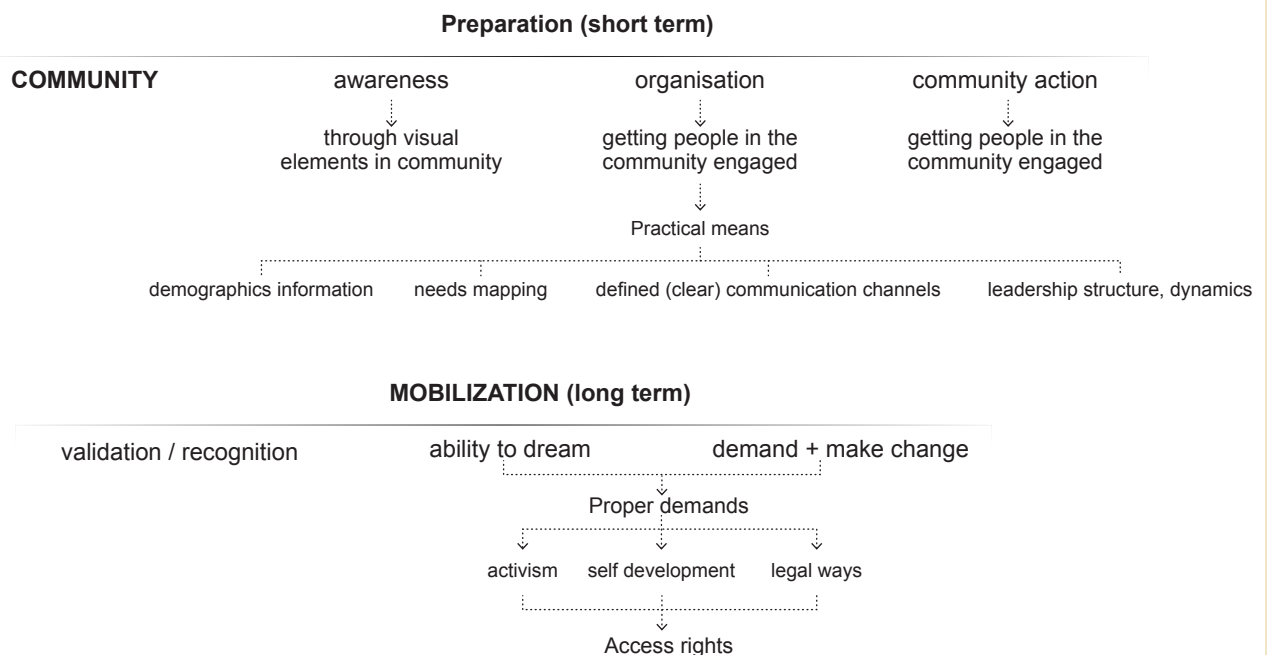 Preparation (short term)
COMMUNITY awareness organisation community action
through visual getting people in the getting people in the
elements in community community engaged community engaged
Practical means
demographics information needs mapping defined (clear) communication channels leadership structure, dynamics
MOBILIZATION (long term)
validation / recognition ability to dream demand + make change
Proper demands
activism self development legal ways
Access rights